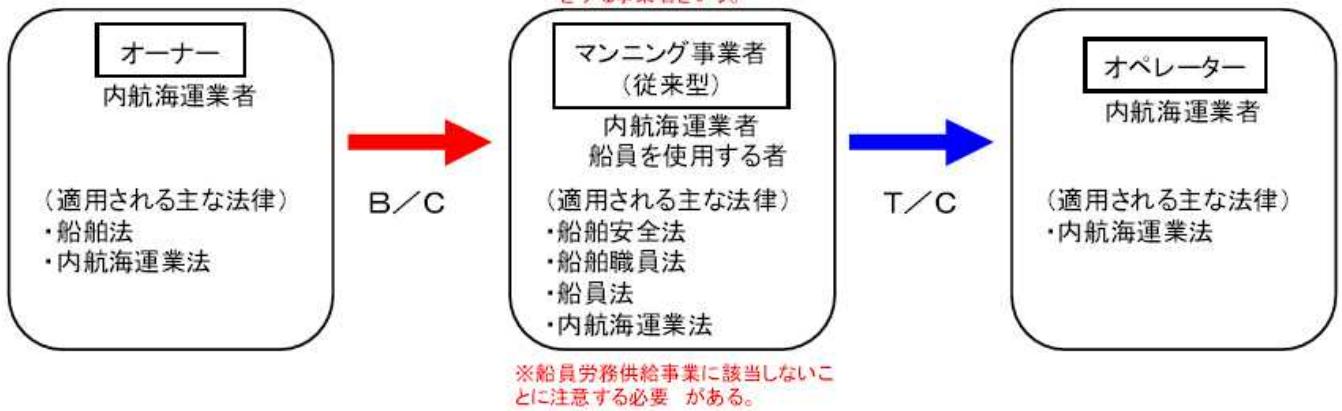 オーナー
内航海運業者
(適用される主な法律)
・船舶法
・内航海運業法
B/C
マンニング事業者
(従来型)
内航海運業者
船員を使用する者
(適用される主な法律)
・船舶安全法
・船舶職員法
・船員法
・内航海運業法
※船員労務供給事業に該当しないこ
とに注意する必要 がある。
T/C
オペレーター
内航海運業者
(適用される主な法律)
・内航海運業法